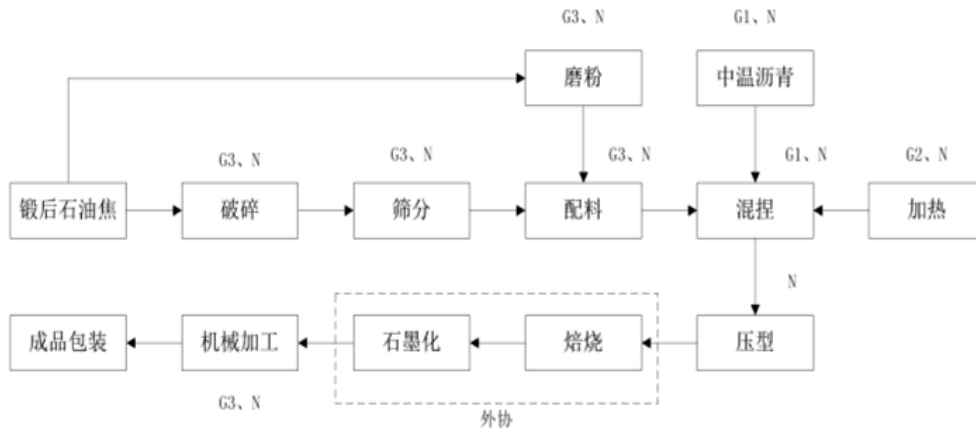 G3、N
G1、N
磨粉
中温沥青
G3、N
G3、N
G3、N
G1、N
G2、N
锻后石油焦
破碎
筛分
配料
混捏
加热
N
成品包装
机械加工
石墨化
焙烧
压型
G3、N
外协